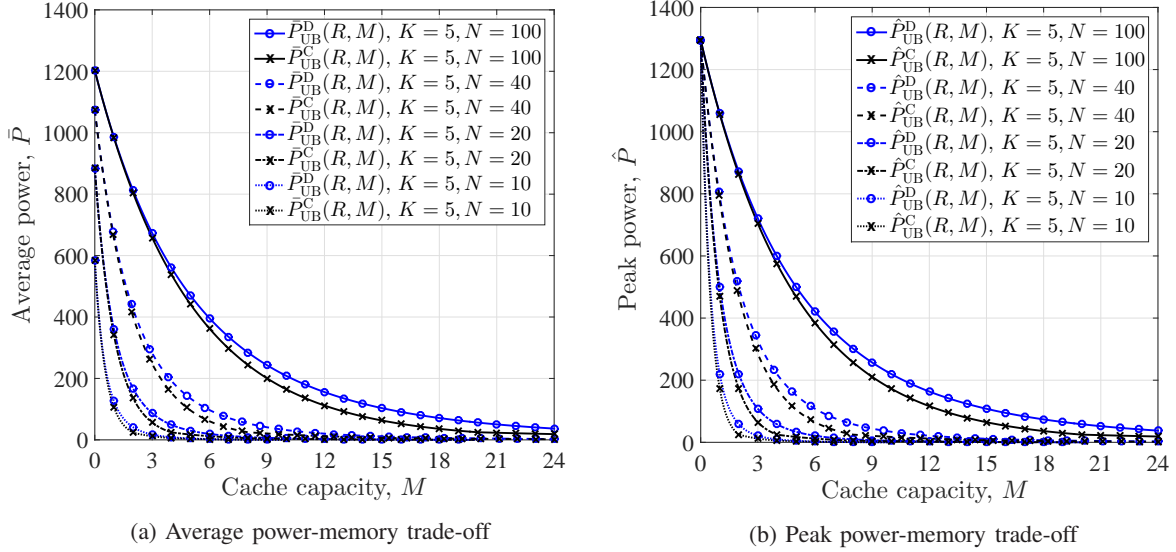 1400
1200
1000
800
600
400
200
0
Average power, P̄
P̄ᴰ_UB(R, M), K = 5, N = 100
P̄ᶜ_UB(R, M), K = 5, N = 100
P̄ᴰ_UB(R, M), K = 5, N = 40
P̄ᶜ_UB(R, M), K = 5, N = 40
P̄ᴰ_UB(R, M), K = 5, N = 20
P̄ᶜ_UB(R, M), K = 5, N = 20
P̄ᴰ_UB(R, M), K = 5, N = 10
P̄ᶜ_UB(R, M), K = 5, N = 10
0 3 6 9 12 15 18 21 24
Cache capacity, M
(a) Average power-memory trade-off
1400
1200
1000
800
600
400
200
0
Peak power, P̂
P̂ᴰ_UB(R, M), K = 5, N = 100
P̂ᶜ_UB(R, M), K = 5, N = 100
P̂ᴰ_UB(R, M), K = 5, N = 40
P̂ᶜ_UB(R, M), K = 5, N = 40
P̂ᴰ_UB(R, M), K = 5, N = 20
P̂ᶜ_UB(R, M), K = 5, N = 20
P̂ᴰ_UB(R, M), K = 5, N = 10
P̂ᶜ_UB(R, M), K = 5, N = 10
0 3 6 9 12 15 18 21 24
Cache capacity, M
(b) Peak power-memory trade-off